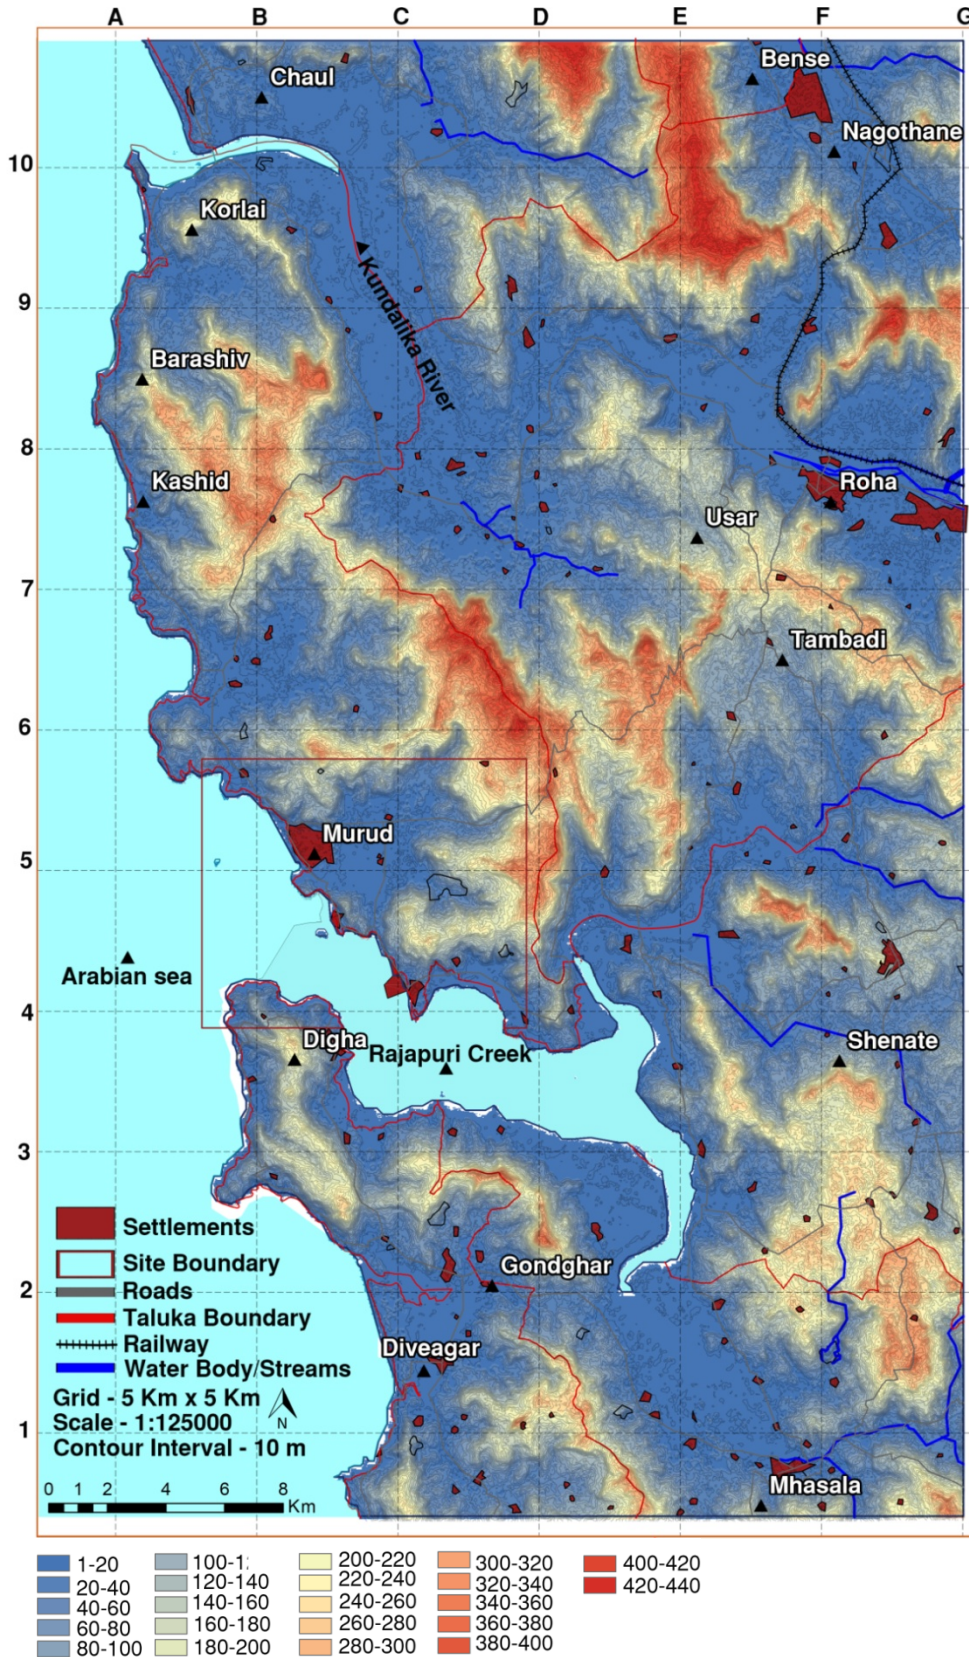 A B C D E F G
Bense
Chaul
Nagothane
10
Korlai
Kundalika River
9
Barashiv
8
Kashid
Roha
Usar
7
Tambadi
6
Murud
5
Arabian sea
4
Digha
Rajapuri Creek
Shenate
3
Settlements
Site Boundary
Gondghar
2
Roads
Taluka Boundary
Railway
Diveagar
Water Body/Streams
Grid - 5 Km x 5 Km
N
Scale - 1:125000
1
Contour Interval - 10 m
Mhasala
0 1 2 4 6 8
Km
1-20
20-40
40-60
60-80
80-100
100-1
120-140
140-160
160-180
180-200
200-220
220-240
240-260
260-280
280-300
300-320
320-340
340-360
360-380
380-400
400-420
420-440